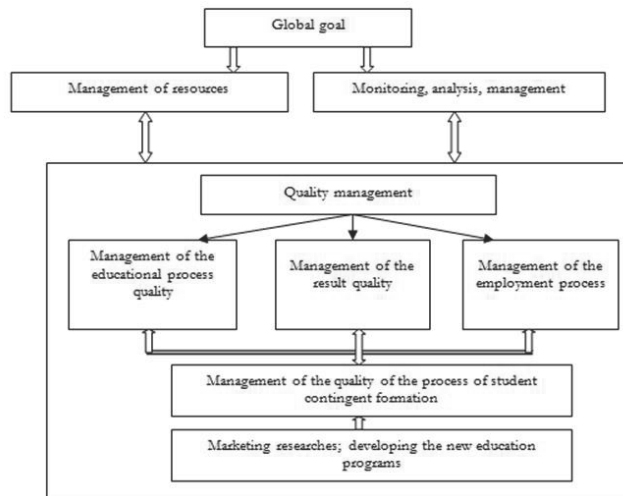 Global goal
Management of resources
Monitoring, analysis, management
Quality management
Management of the
educational process
quality
Management of the
result quality
Management of the
employment process
Management of the quality of the process of student
contingent formation
Marketing researches; developing the new education
programs